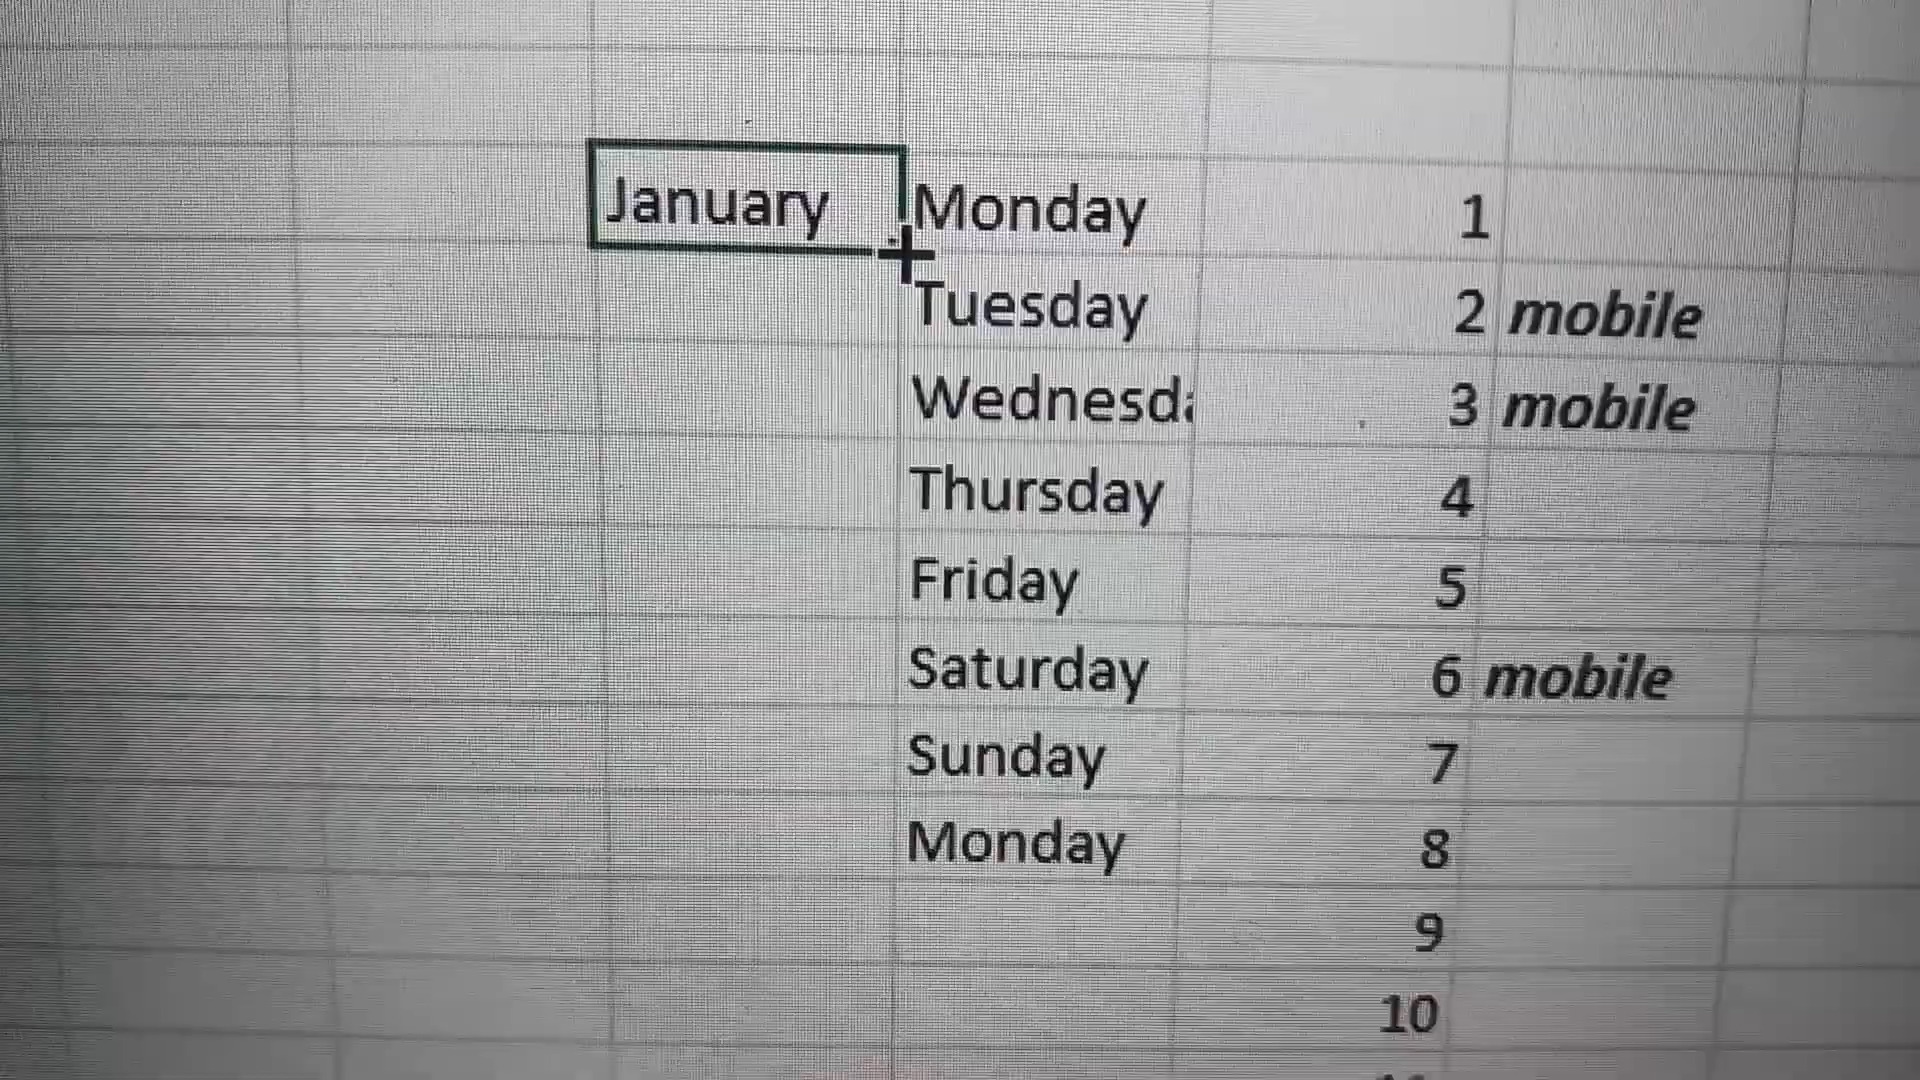 January Monday 1
Tuesday 2 mobile
Wednesda 3 mobile
Thursday 4
Friday 5
Saturday 6 mobile
Sunday 7
Monday 8
9
10